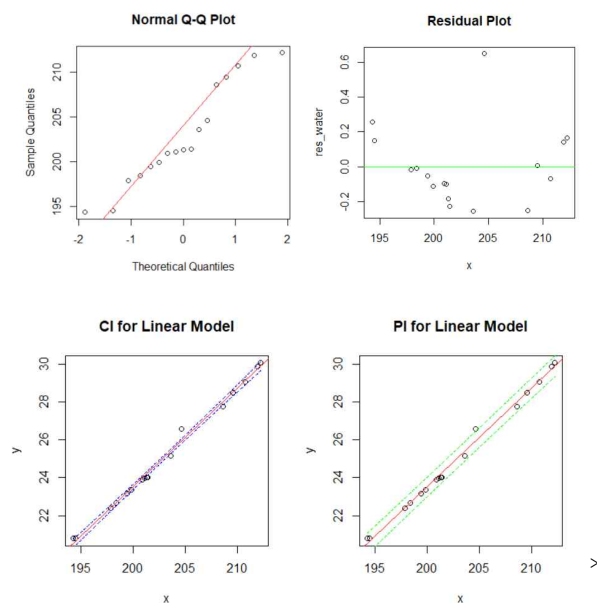 Normal Q-Q Plot
Sample Quantiles
195 200 205 210
-2 -1 0 1 2
Theoretical Quantiles
Residual Plot
res_water
-0.2 0.0 0.2 0.4 0.6
195 200 205 210
x
CI for Linear Model
y
22 24 26 28 30
195 200 205 210
x
PI for Linear Model
y
22 24 26 28 30
195 200 205 210
x
>